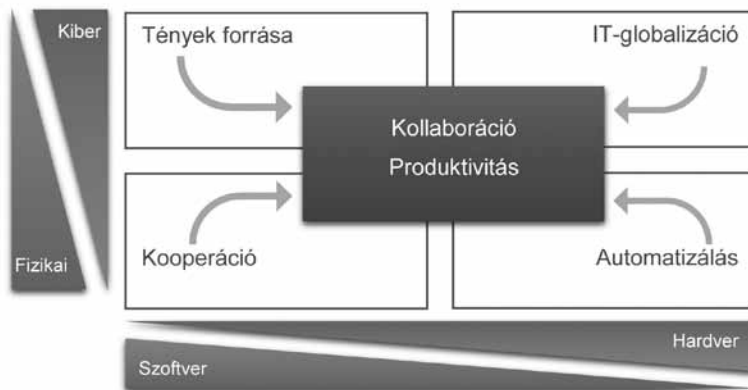 Kiber
Tények forrása
IT-globalizáció
Kollaboráció
Produktivitás
Fizikai
Kooperáció
Automatizálás
Hardver
Szoftver